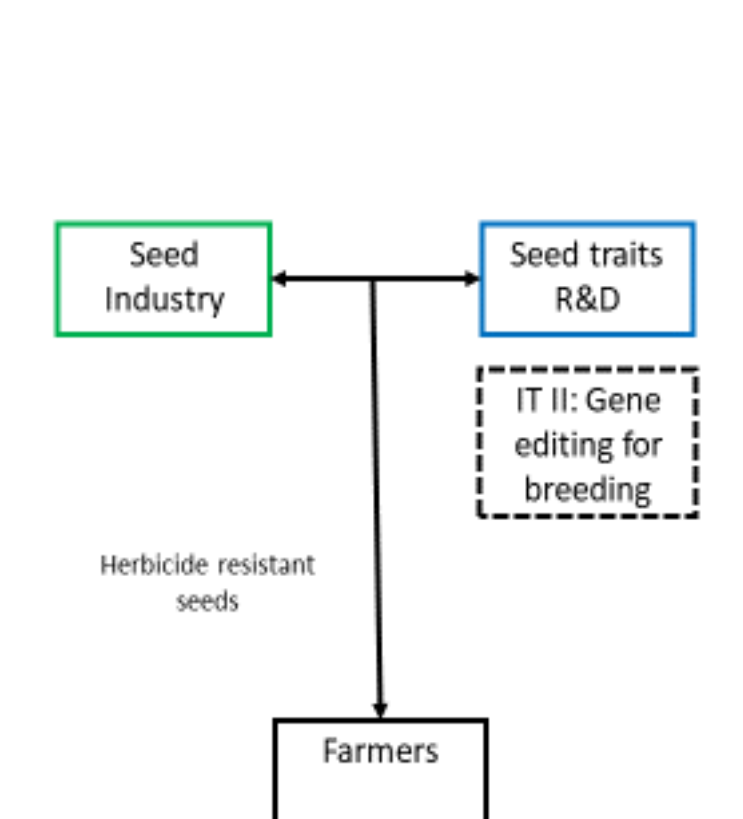 Seed
Industry
Seed traits
R&D
IT II: Gene
editing for
breeding
Herbicide resistant
seeds
Farmers